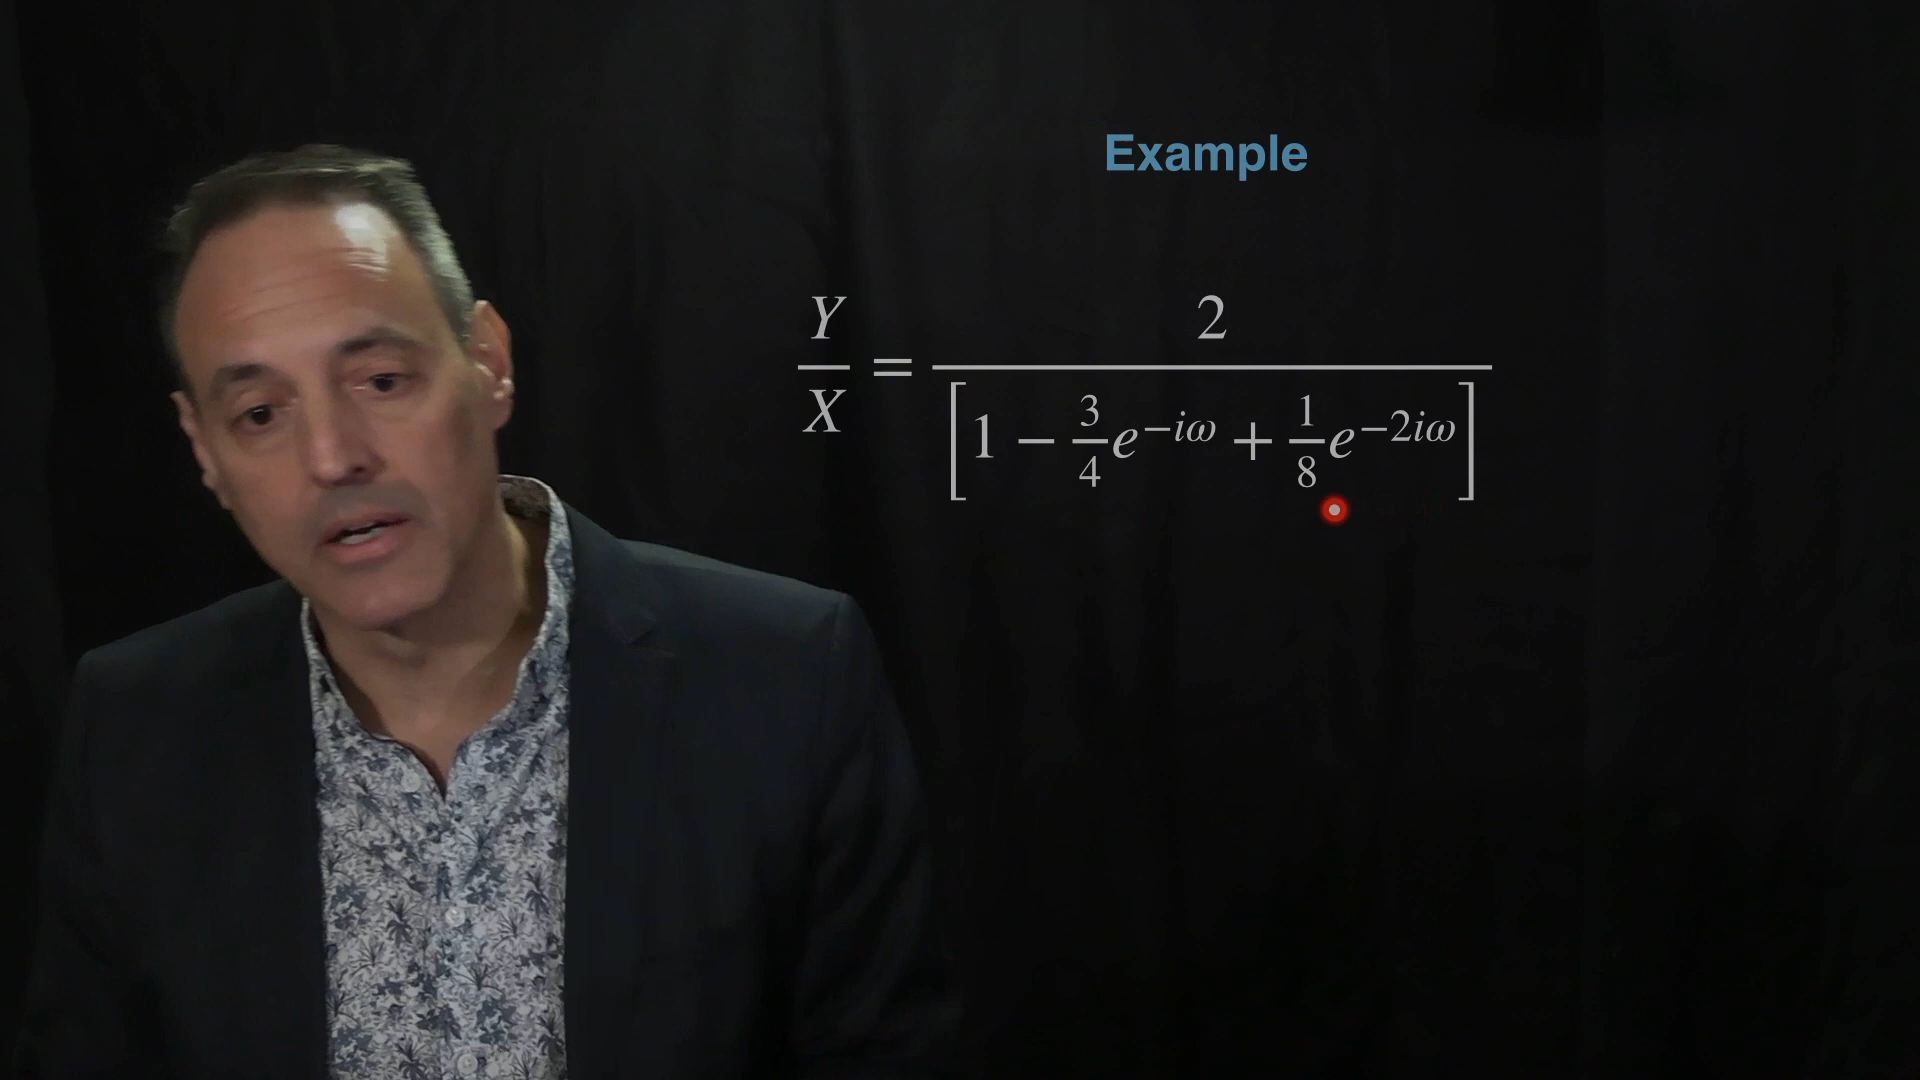 Example
Y/X = 2 / [1 − 3/4 e^{−iω} + 1/8 e^{−2iω}]